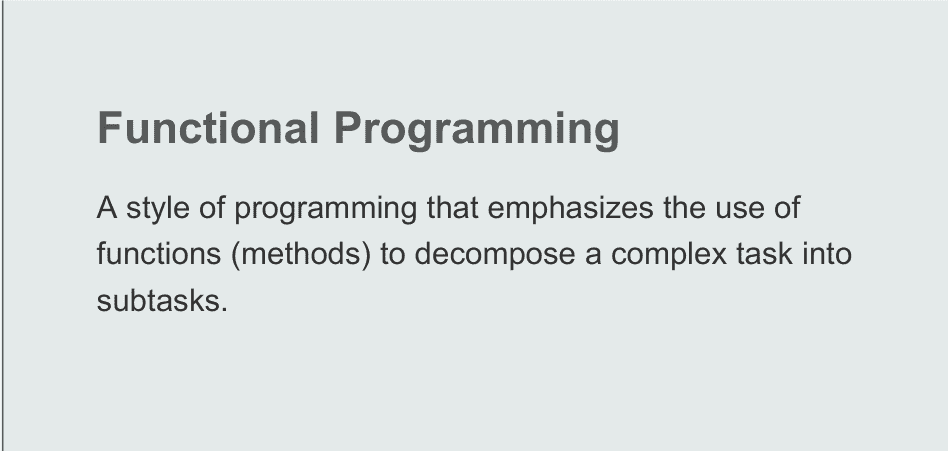 Functional Programming
A style of programming that emphasizes the use of
functions (methods) to decompose a complex task into
subtasks.